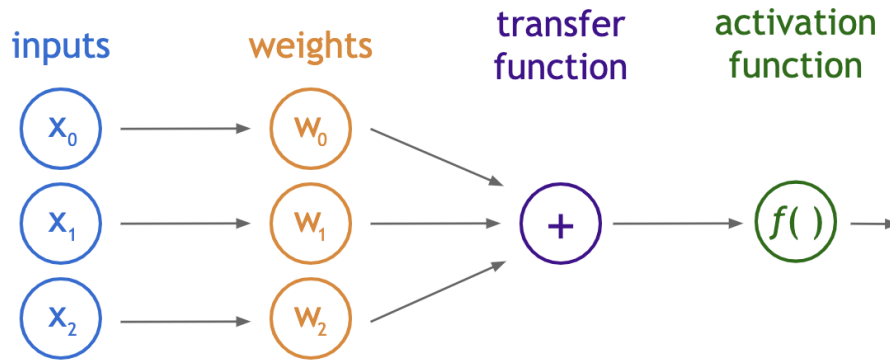 inputs
weights
transfer
function
activation
function
x₀
w₀
x₁
w₁
+
f( )
x₂
w₂